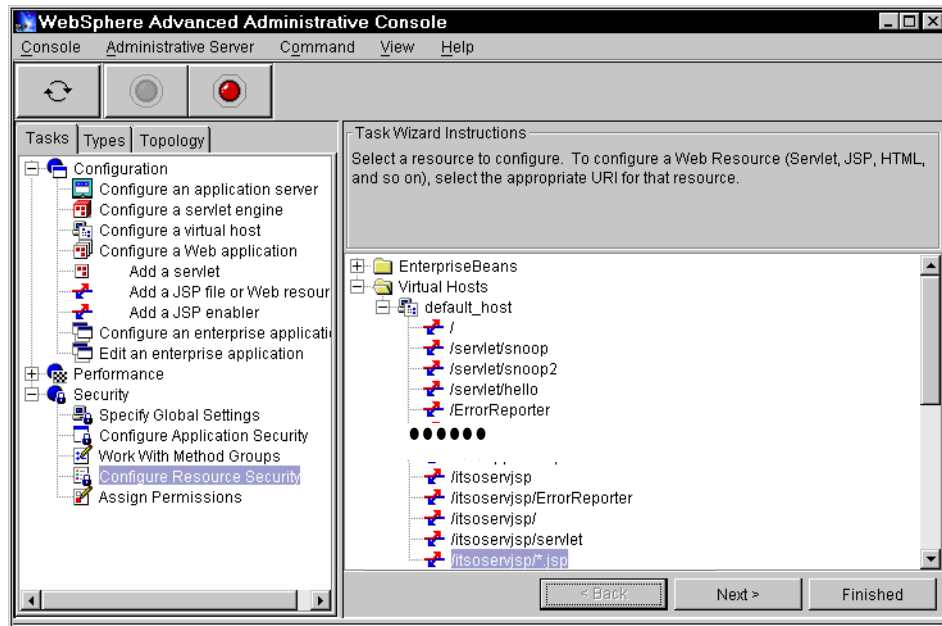 WebSphere Advanced Administrative Console
Console Administrative Server Command View Help
Tasks Types Topology
Configuration
Configure an application server
Configure a servlet engine
Configure a virtual host
Configure a Web application
Add a servlet
Add a JSP file or Web resour
Add a JSP enabler
Configure an enterprise applicati
Edit an enterprise application
Performance
Security
Specify Global Settings
Configure Application Security
Work With Method Groups
Configure Resource Security
Assign Permissions
Task Wizard Instructions
Select a resource to configure. To configure a Web Resource (Servlet, JSP, HTML,
and so on), select the appropriate URI for that resource.
EnterpriseBeans
Virtual Hosts
default_host
/
/servlet/snoop
/servlet/snoop2
/servlet/hello
/ErrorReporter
/itsoservjsp
/itsoservjsp/ErrorReporter
/itsoservjsp/
/itsoservjsp/servlet
/itsoservjsp/*.jsp
< Back Next > Finished